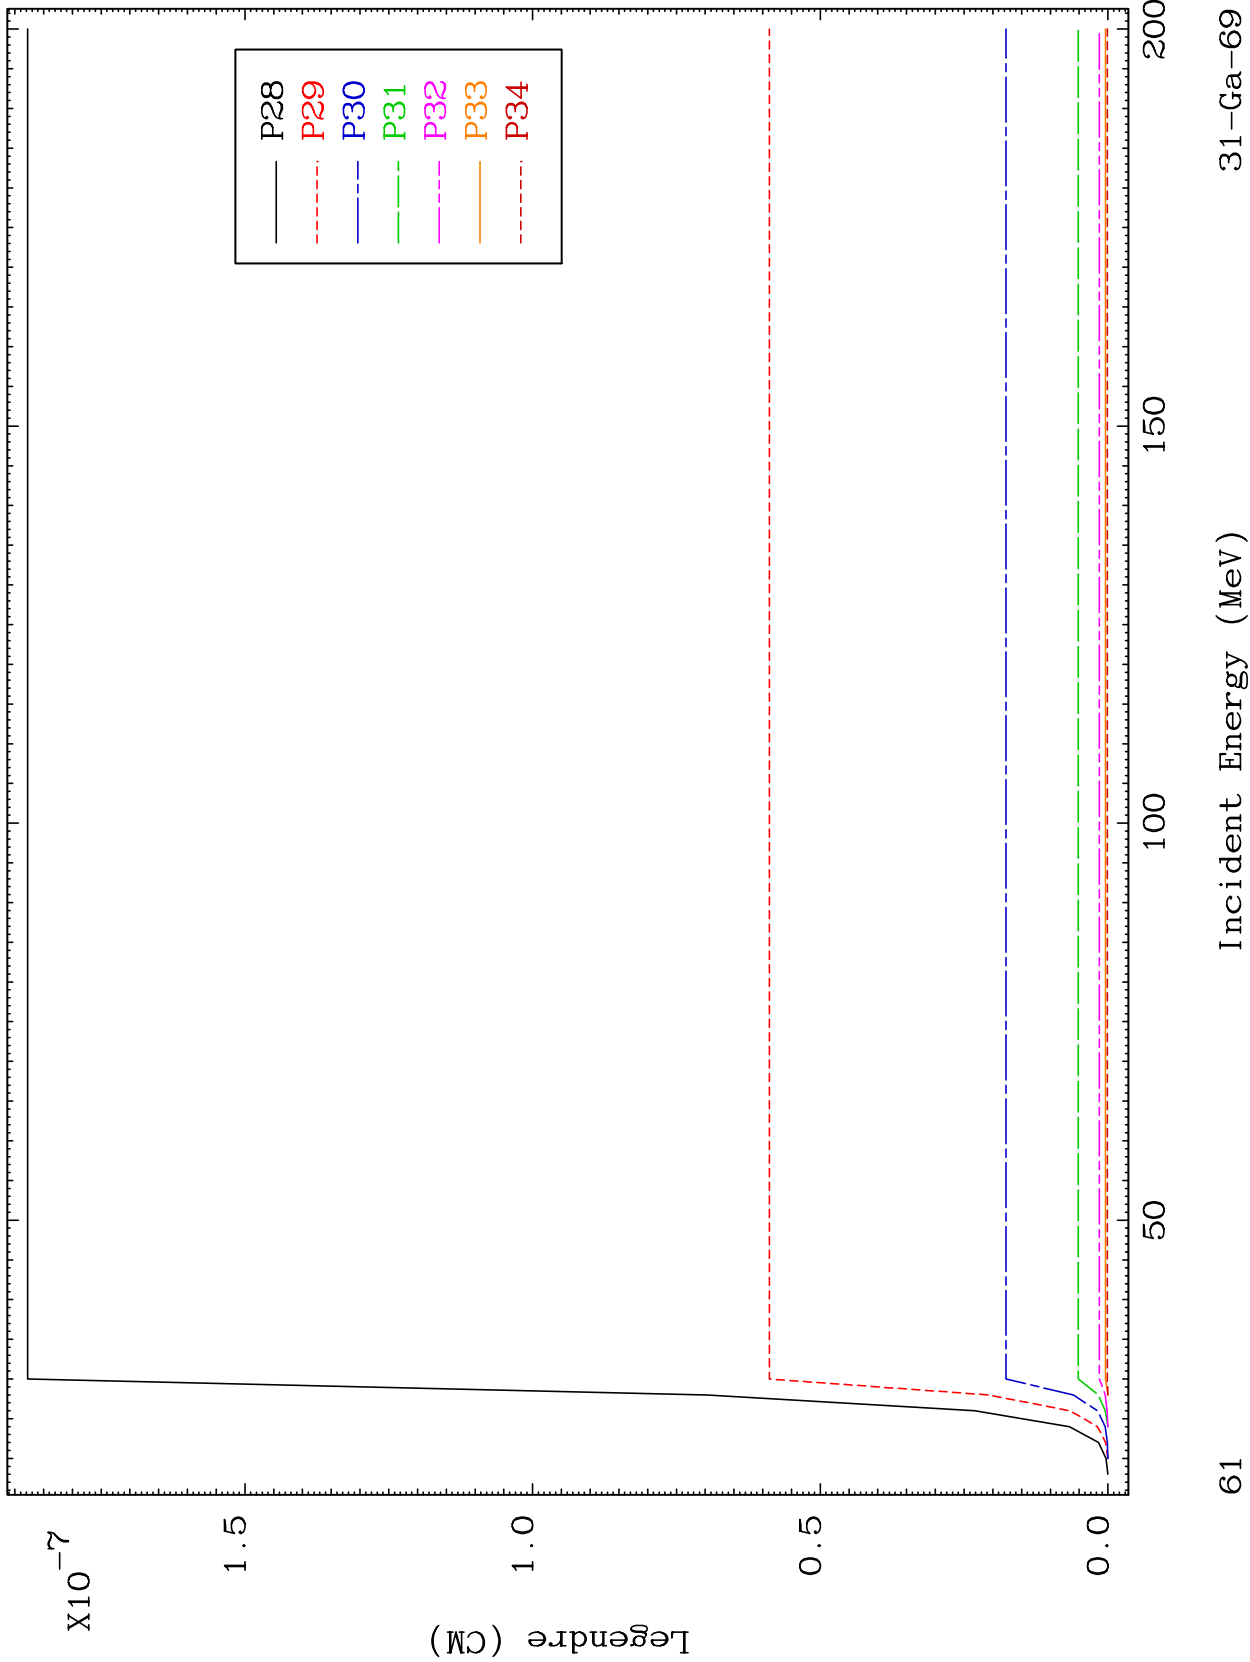 X10-7
1.5
1.0
0.5
0.0
Legendre (CM)
P28
P29
P30
P31
P32
P33
P34
50
100
150
200
61
Incident Energy (MeV)
31-Ga-69